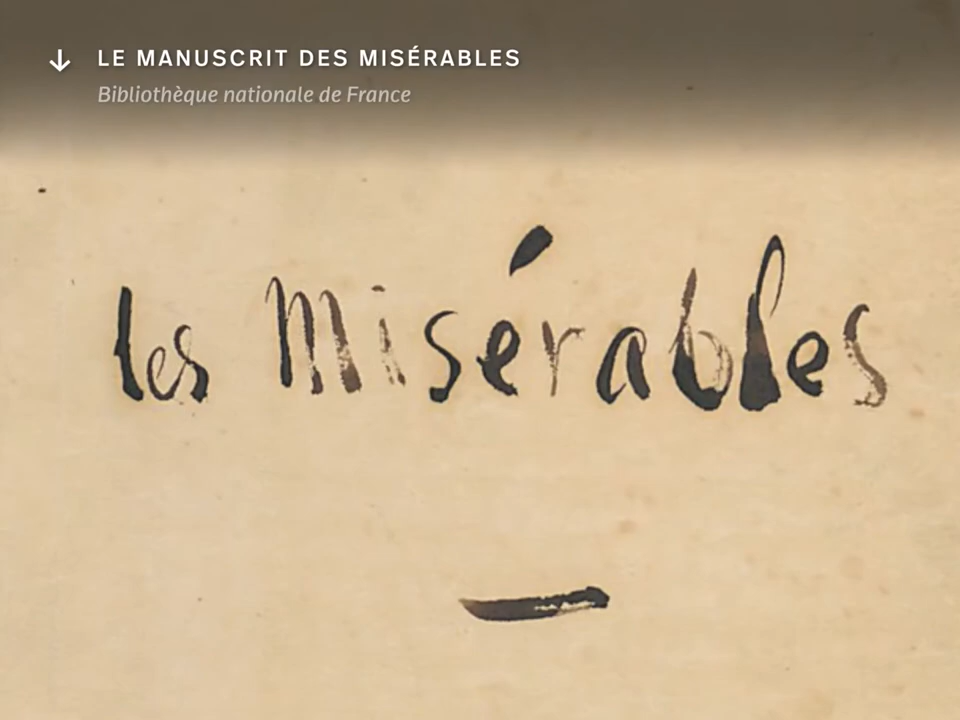 LE MANUSCRIT DES MISÉRABLES
Bibliothèque nationale de France
les Misérables